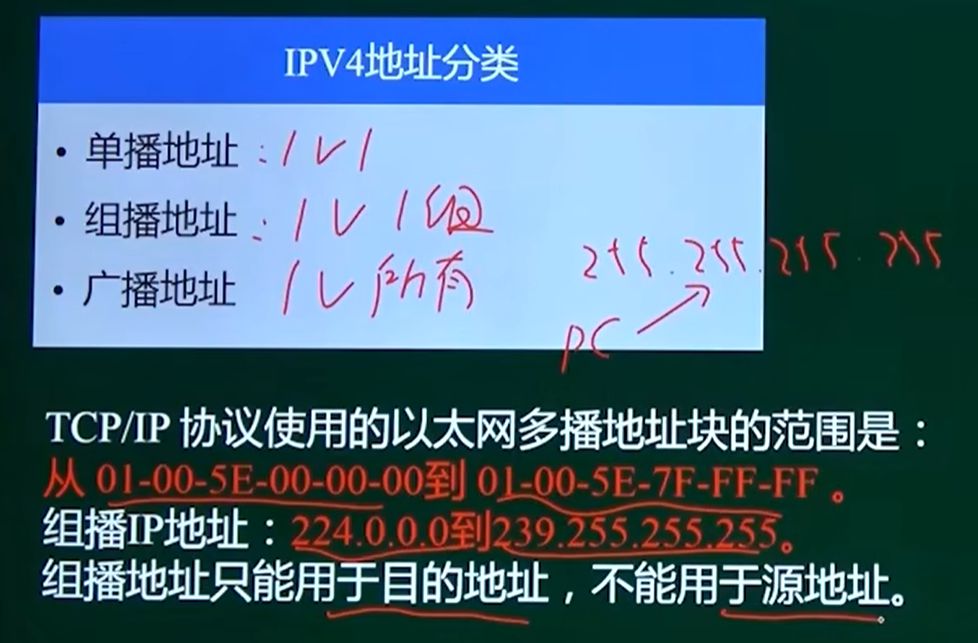 IPV4地址分类
• 单播地址 : 1 V 1
• 组播地址 : 1 V 1组
• 广播地址 1 V 所有
255.255.255.255
PC
TCP/IP 协议使用的以太网多播地址块的范围是：
从 01-00-5E-00-00-00到 01-00-5E-7F-FF-FF 。
组播IP地址：224.0.0.0到239.255.255.255。
组播地址只能用于目的地址，不能用于源地址。